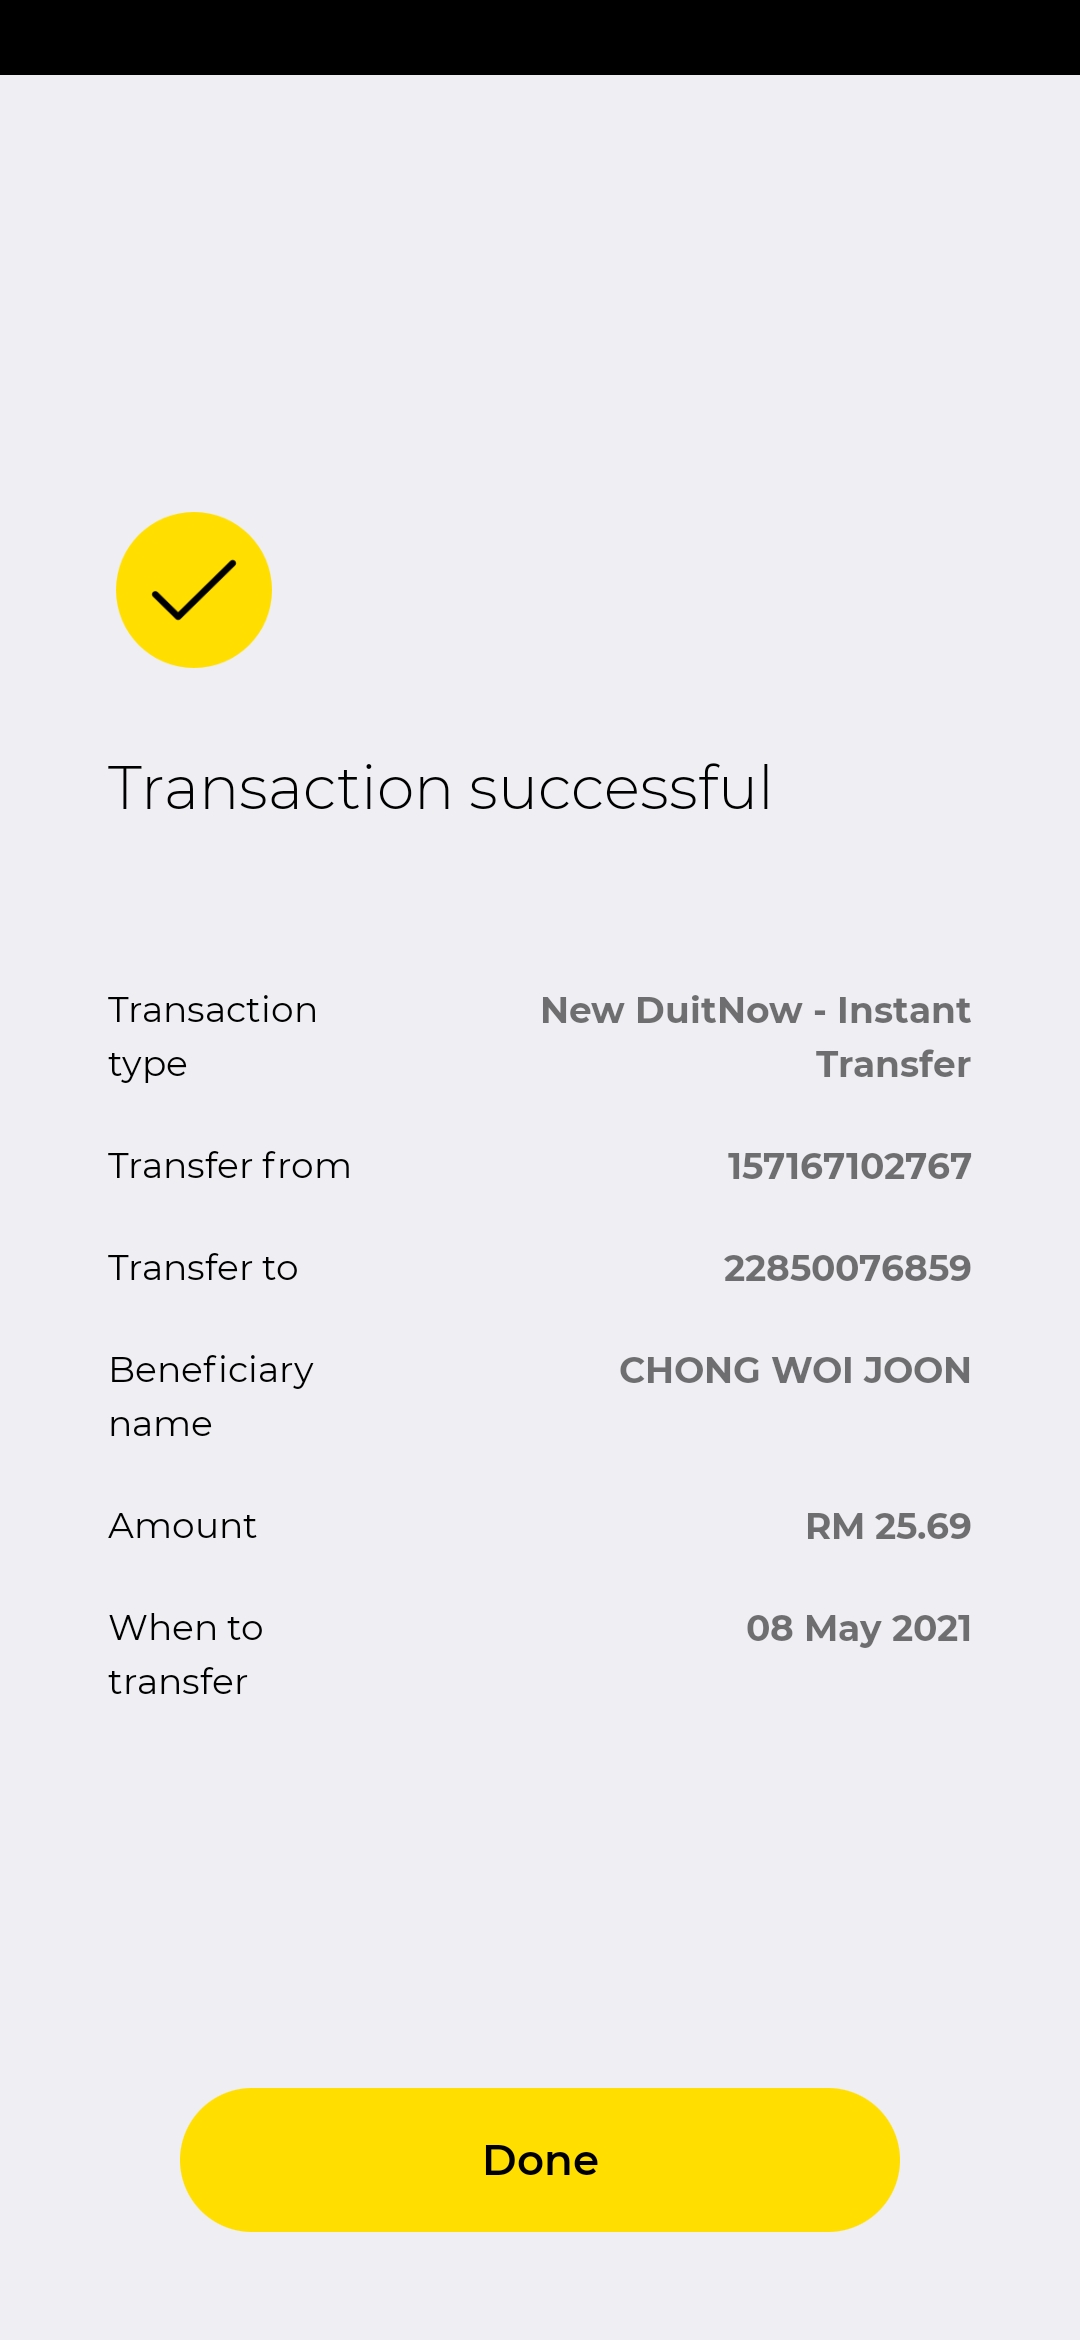 Transaction successful
Transaction
type
New DuitNow - Instant
Transfer
Transfer from
157167102767
Transfer to
22850076859
Beneficiary
name
CHONG WOI JOON
Amount
RM 25.69
When to
transfer
08 May 2021
Done